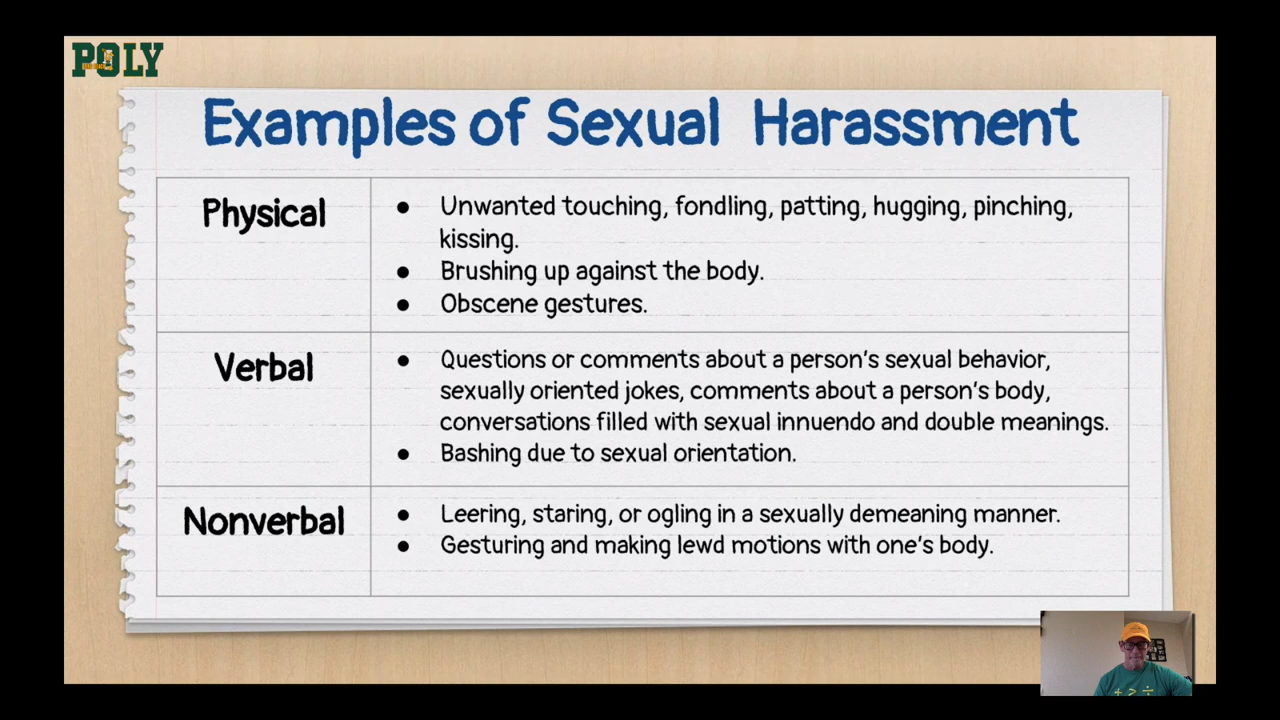 POLY
Examples of Sexual Harassment
Physical
● Unwanted touching, fondling, patting, hugging, pinching,
kissing.
● Brushing up against the body.
● Obscene gestures.
Verbal
● Questions or comments about a person's sexual behavior,
sexually oriented jokes, comments about a person's body,
conversations filled with sexual innuendo and double meanings.
● Bashing due to sexual orientation.
Nonverbal
● Leering, staring, or ogling in a sexually demeaning manner.
● Gesturing and making lewd motions with one's body.
+ > ÷